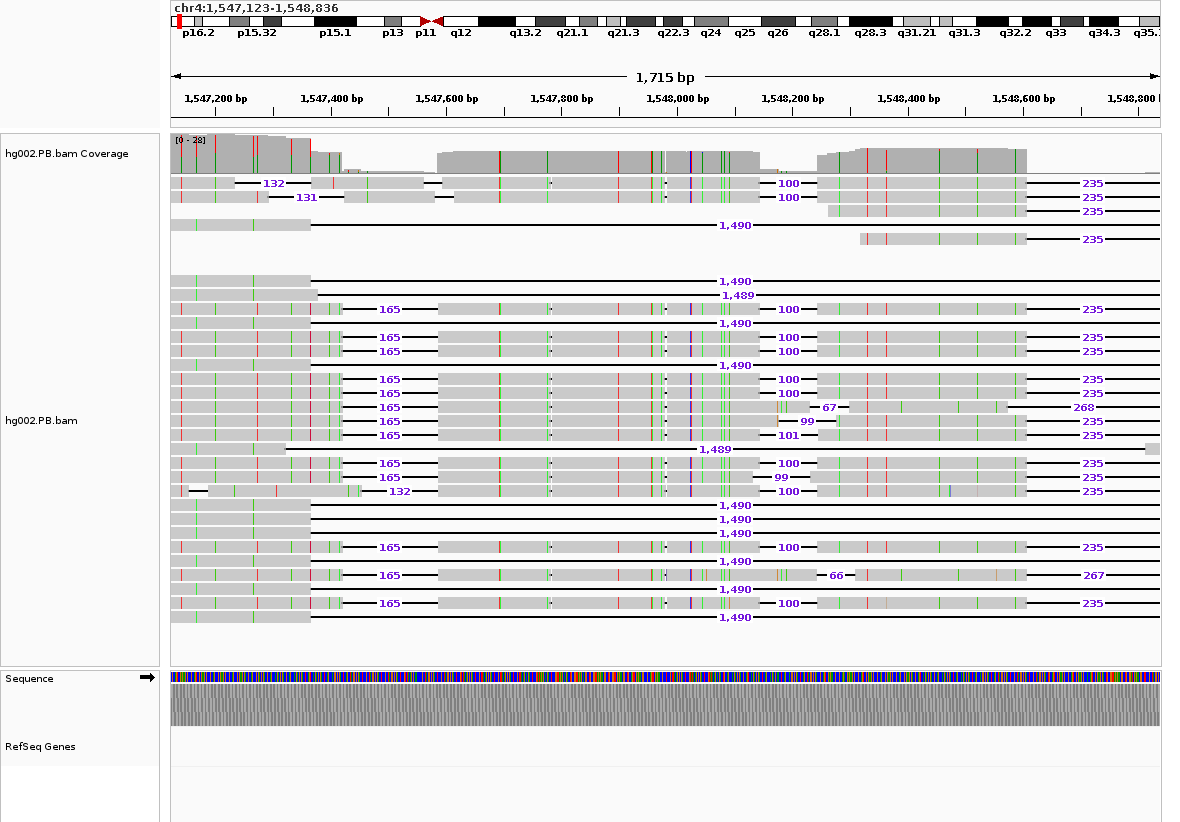 chr4:1,547,123-1,548,836
p16.2 p15.32 p15.1 p13 p11 q12 q13.2 q21.1 q21.3 q22.3 q24 q25 q26 q28.1 q28.3 q31.21 q31.3 q32.2 q33 q34.3 q35.
1,715 bp
1,547,200 bp 1,547,400 bp 1,547,600 bp 1,547,800 bp 1,548,000 bp 1,548,200 bp 1,548,400 bp 1,548,600 bp 1,548,800
[0 - 28]
hg002.PB.bam Coverage
132 100 235
131 100 235
235
1,490
235
1,490
1,489
165 100 235
1,490
165 100 235
165 100 235
1,490
165 100 235
165 100 235
165 67 268
hg002.PB.bam
165 99 235
165 101 235
1,489
165 100 235
165 99 235
132 100 235
1,490
1,490
1,490
165 100 235
1,490
165 66 267
1,490
165 100 235
1,490
Sequence
RefSeq Genes